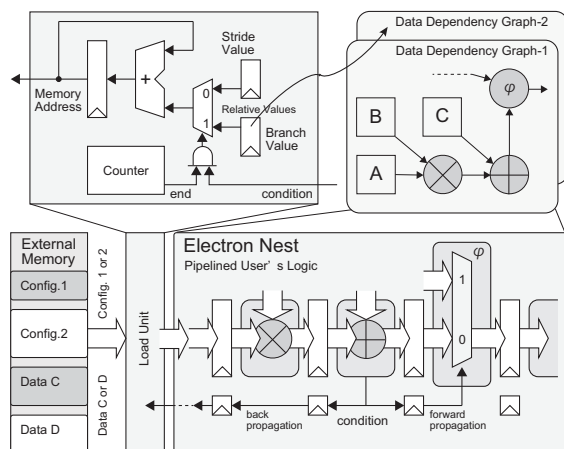 Stride
Value
Data Dependency Graph-2
Data Dependency Graph-1
+
Memory
Address
0
1
Relative Values
Branch
Value
Counter
end
condition
φ
B
C
A
External
Memory
Config.1
Config.2
Data C
Data D
Config. 1 or 2
Data C or D
Load Unit
Electron Nest
Pipelined User' s Logic
φ
1
0
back
propagation
condition
forward
propagation